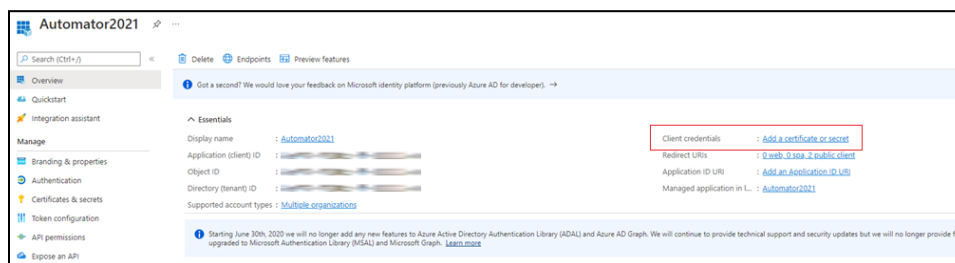 Automator2021
Search (Ctrl+/)
Overview
Quickstart
Integration assistant
Manage
Branding & properties
Authentication
Certificates & secrets
Token configuration
API permissions
Expose an API
Delete Endpoints Preview features
Got a second? We would love your feedback on Microsoft identity platform (previously Azure AD for developer). →
Essentials
Display name : Automator2021
Application (client) ID :
Object ID :
Directory (tenant) ID :
Supported account types : Multiple organizations
Client credentials : Add a certificate or secret
Redirect URIs : 0 web, 0 spa, 2 public client
Application ID URI : Add an Application ID URI
Managed application in l... : Automator2021
Starting June 30th, 2020 we will no longer add any new features to Azure Active Directory Authentication Library (ADAL) and Azure AD Graph. We will continue to provide technical support and security updates but we will no longer provide
upgraded to Microsoft Authentication Library (MSAL) and Microsoft Graph. Learn more